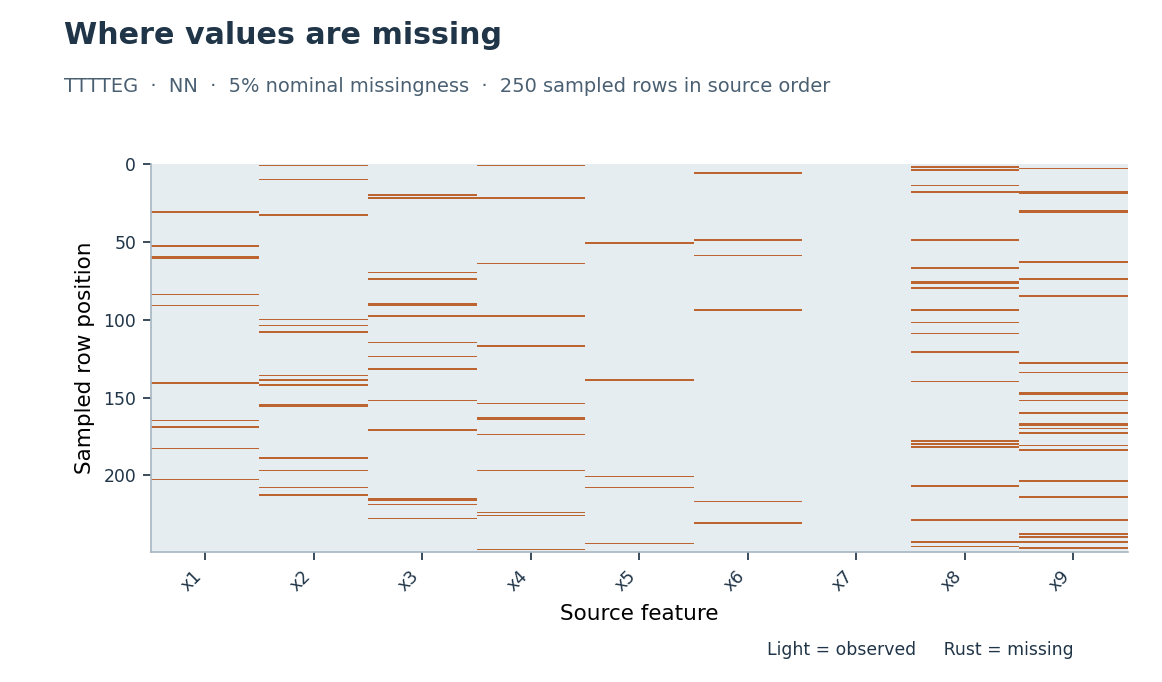 Where values are missing
TTTTEG · NN · 5% nominal missingness · 250 sampled rows in source order
0
50
100
150
200
Sampled row position
x1 x2 x3 x4 x5 x6 x7 x8 x9
Source feature
Light = observed Rust = missing